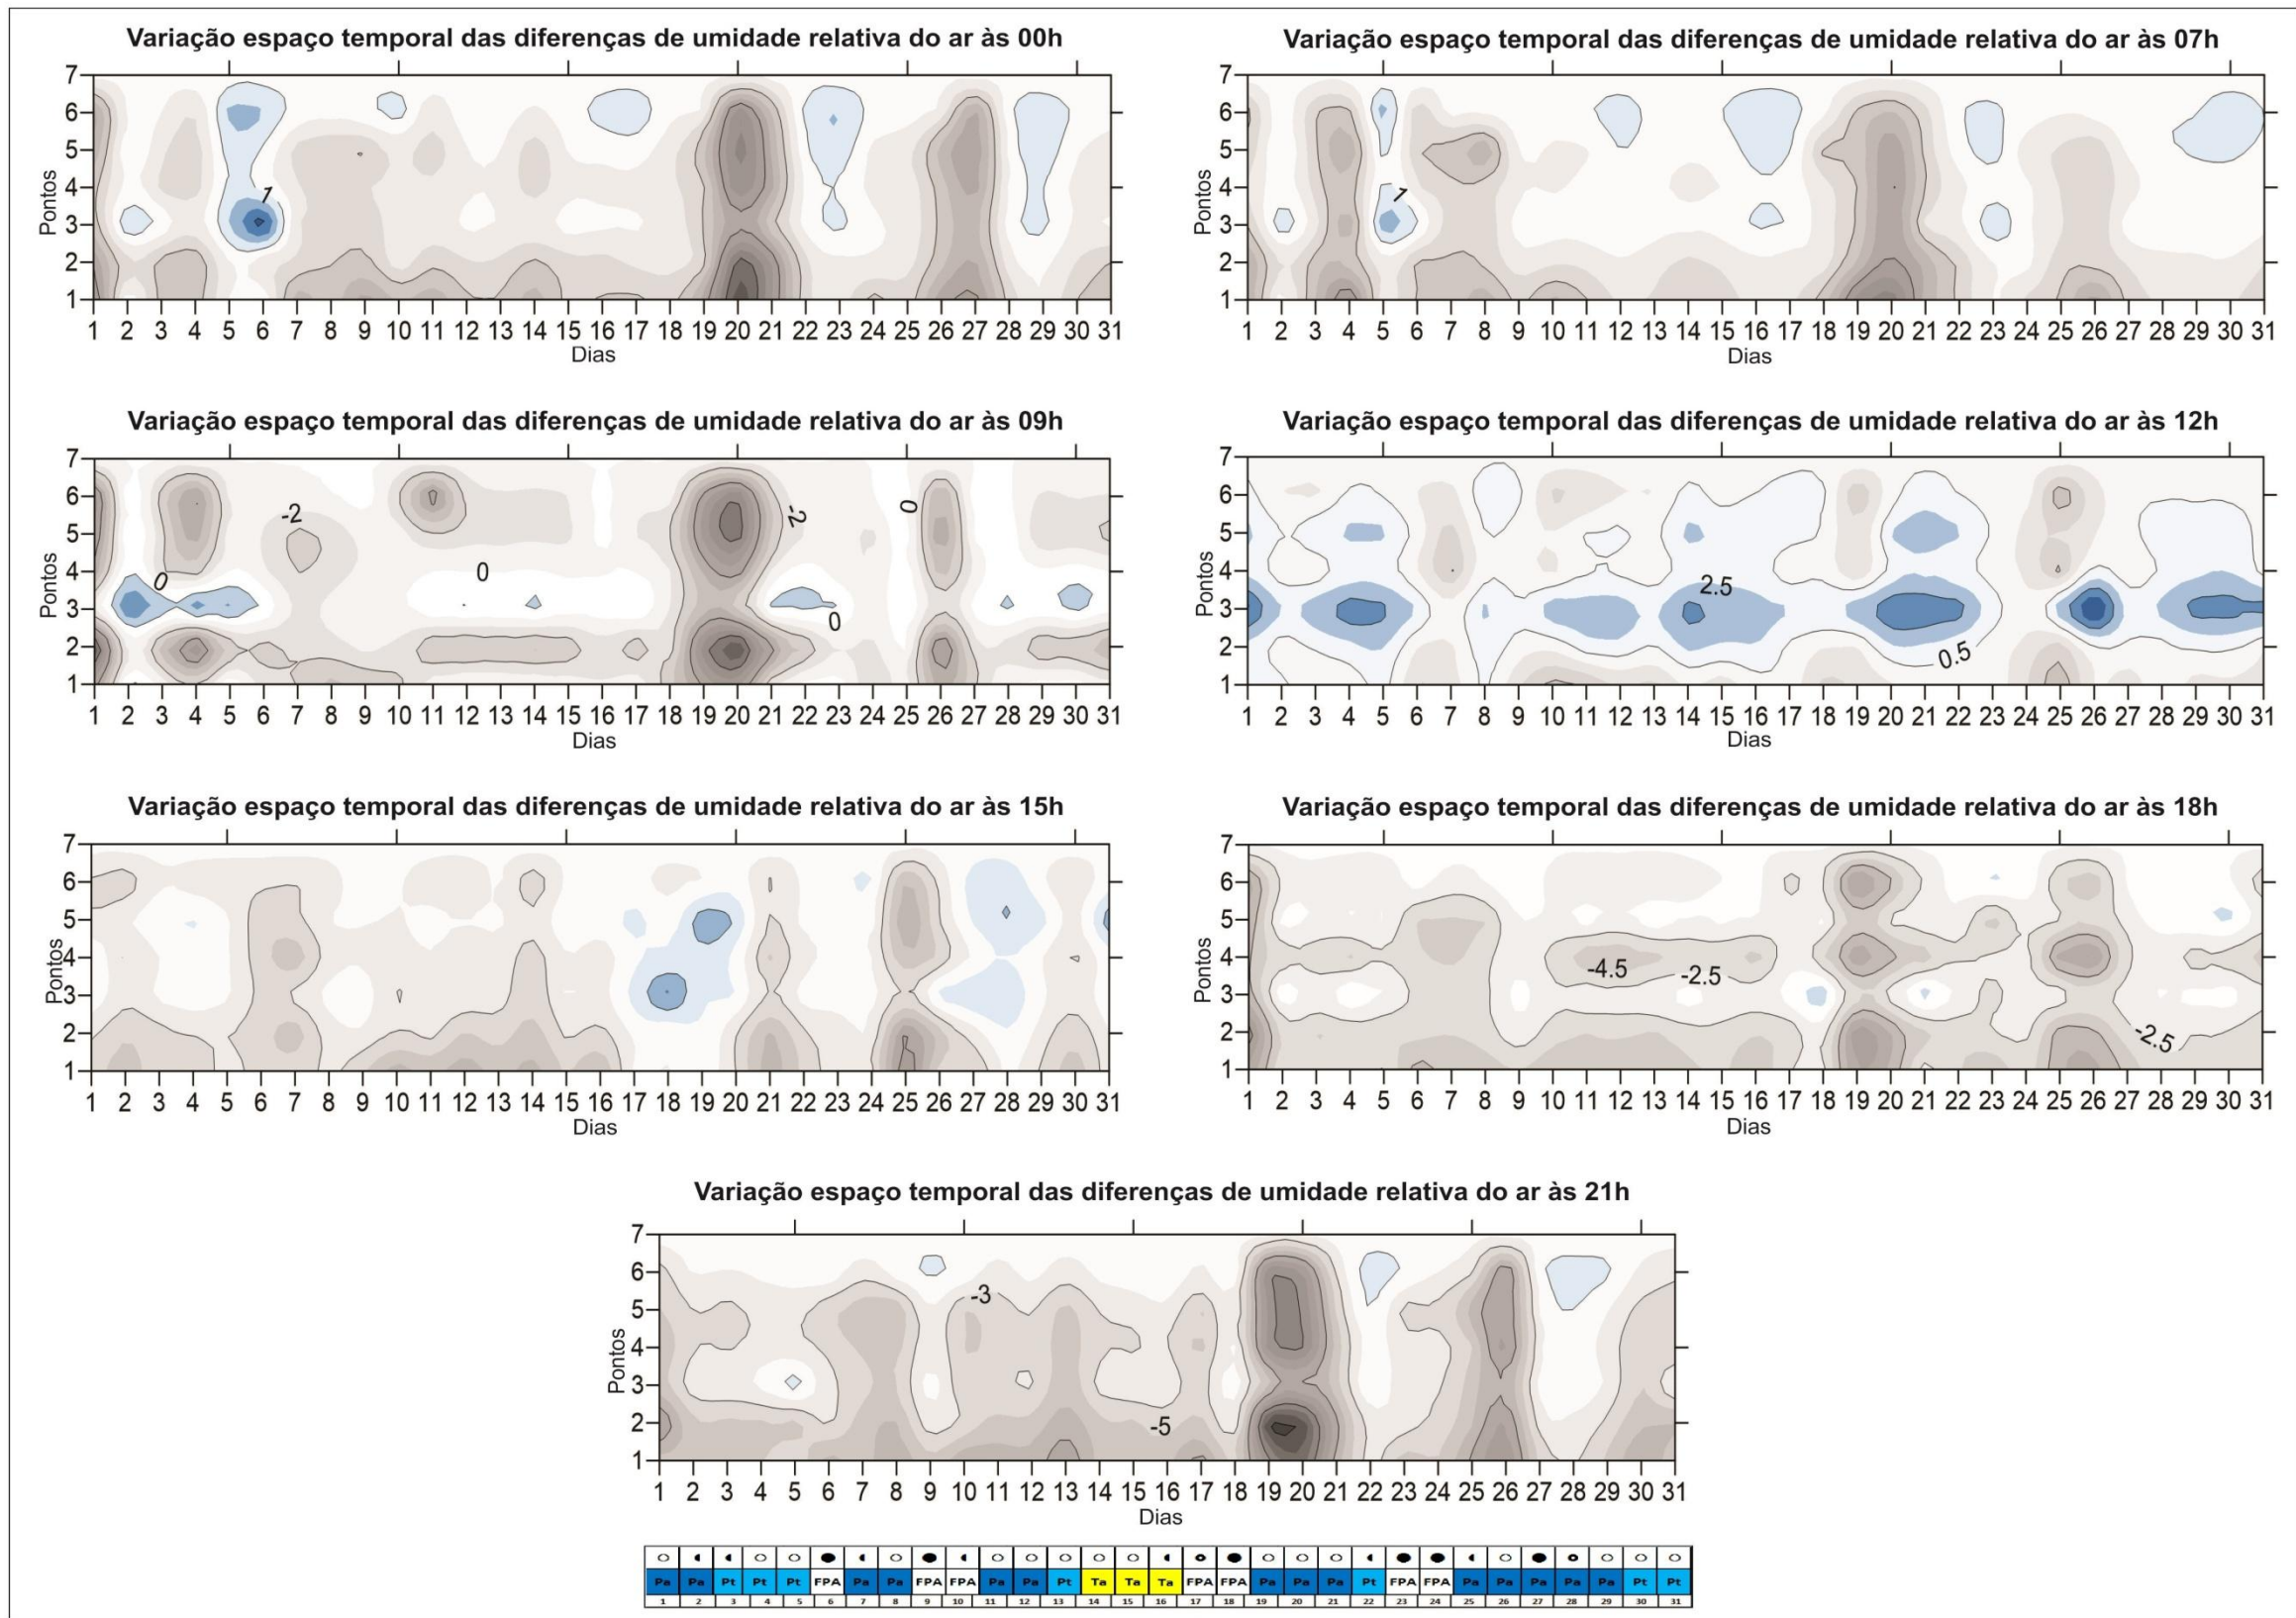 Variação espaço temporal das diferenças de umidade relativa do ar às 00h
7
6
5
4
3
2
1
Pontos
1
1 2 3 4 5 6 7 8 9 10 11 12 13 14 15 16 17 18 19 20 21 22 23 24 25 26 27 28 29 30 31
Dias
Variação espaço temporal das diferenças de umidade relativa do ar às 07h
7
6
5
4
3
2
1
Pontos
1
1 2 3 4 5 6 7 8 9 10 11 12 13 14 15 16 17 18 19 20 21 22 23 24 25 26 27 28 29 30 31
Dias
Variação espaço temporal das diferenças de umidade relativa do ar às 09h
7
6
5
4
3
2
1
Pontos
-2 -2 0
0 0
0
1 2 3 4 5 6 7 8 9 10 11 12 13 14 15 16 17 18 19 20 21 22 23 24 25 26 27 28 29 30 31
Dias
Variação espaço temporal das diferenças de umidade relativa do ar às 12h
7
6
5
4
3
2
1
Pontos
2.5
0.5
1 2 3 4 5 6 7 8 9 10 11 12 13 14 15 16 17 18 19 20 21 22 23 24 25 26 27 28 29 30 31
Dias
Variação espaço temporal das diferenças de umidade relativa do ar às 15h
7
6
5
4
3
2
1
Pontos
1 2 3 4 5 6 7 8 9 10 11 12 13 14 15 16 17 18 19 20 21 22 23 24 25 26 27 28 29 30 31
Dias
Variação espaço temporal das diferenças de umidade relativa do ar às 18h
7
6
5
4
3
2
1
Pontos
-4.5 -2.5
-2.5
1 2 3 4 5 6 7 8 9 10 11 12 13 14 15 16 17 18 19 20 21 22 23 24 25 26 27 28 29 30 31
Dias
Variação espaço temporal das diferenças de umidade relativa do ar às 21h
7
6
5
4
3
2
1
Pontos
-3
-5
1 2 3 4 5 6 7 8 9 10 11 12 13 14 15 16 17 18 19 20 21 22 23 24 25 26 27 28 29 30 31
Dias
Pa Pa Pt Pt Pt FPA Pa Pa FPA FPA Pa Pa Pt Ta Ta Ta FPA FPA Pa Pa Pa Pt FPA FPA Pa Pa Pa Pa Pa Pt Pt
1 2 3 4 5 6 7 8 9 10 11 12 13 14 15 16 17 18 19 20 21 22 23 24 25 26 27 28 29 30 31